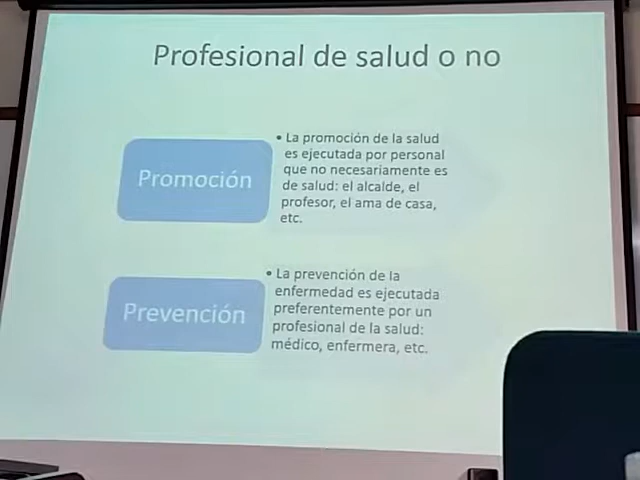 Profesional de salud o no
Promoción
• La promoción de la salud
es ejecutada por personal
que no necesariamente es
de salud: el alcalde, el
profesor, el ama de casa,
etc.
Prevención
• La prevención de la
enfermedad es ejecutada
preferentemente por un
profesional de la salud:
médico, enfermera, etc.